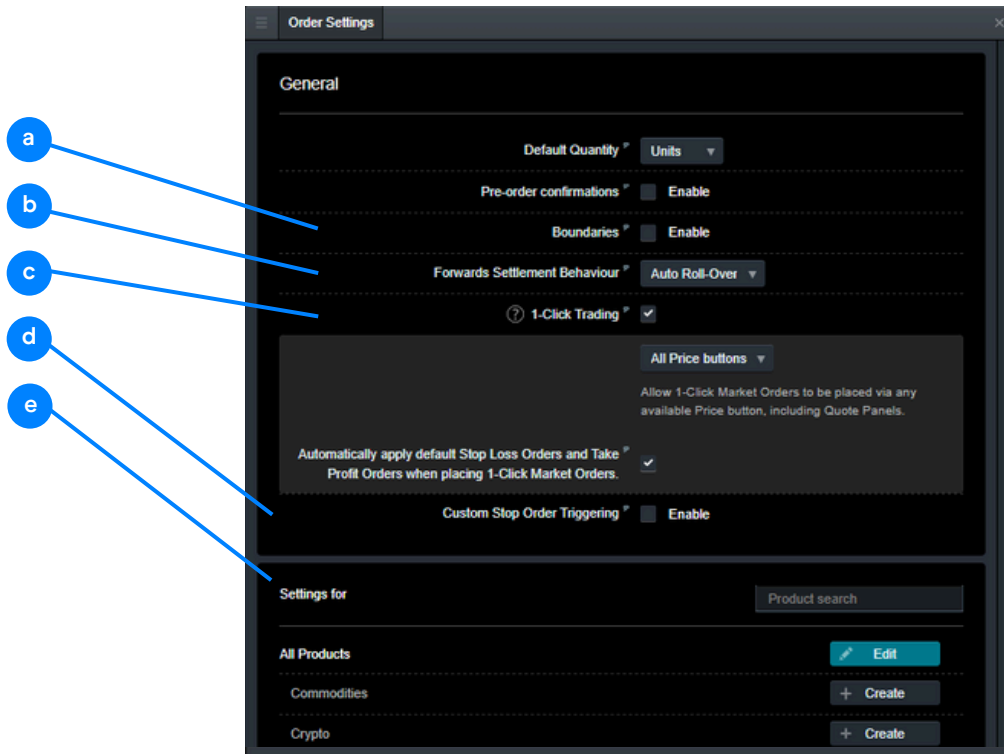 Order Settings
General
a
Default Quantity Units
b
Pre-order confirmations Enable
Boundaries Enable
c
Forwards Settlement Behaviour Auto Roll-Over
? 1-Click Trading
d
All Price buttons
Allow 1-Click Market Orders to be placed via any
available Price button, including Quote Panels.
e
Automatically apply default Stop Loss Orders and Take
Profit Orders when placing 1-Click Market Orders.
Custom Stop Order Triggering Enable
Settings for Product search
All Products Edit
Commodities + Create
Crypto + Create